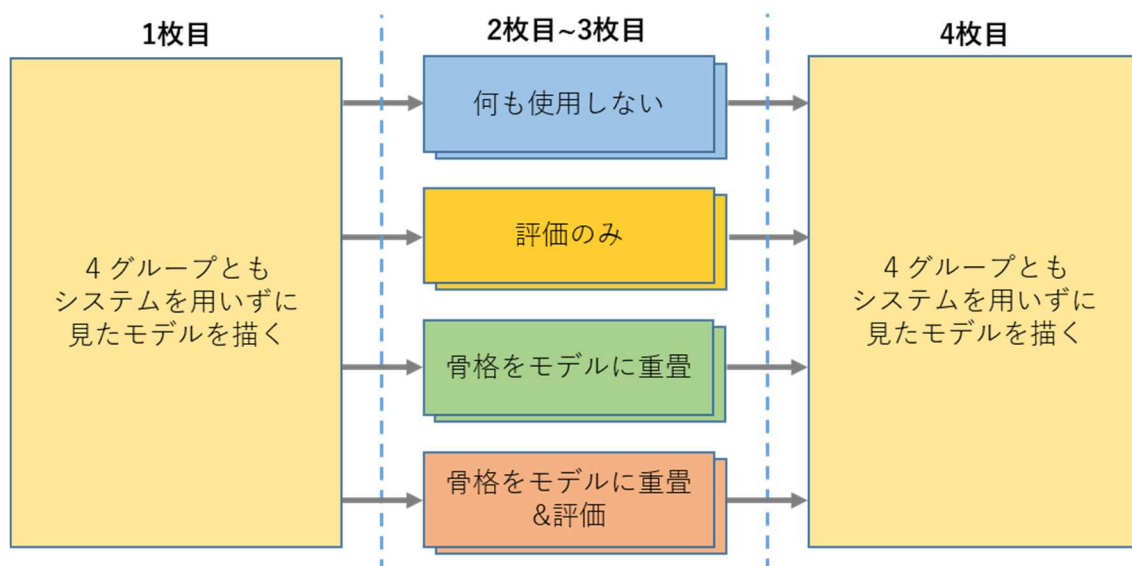 1枚目
2枚目~3枚目
4枚目
4 グループとも
システムを用いずに
見たモデルを描く
何も使用しない
評価のみ
骨格をモデルに重畳
骨格をモデルに重畳
&評価
4 グループとも
システムを用いずに
見たモデルを描く